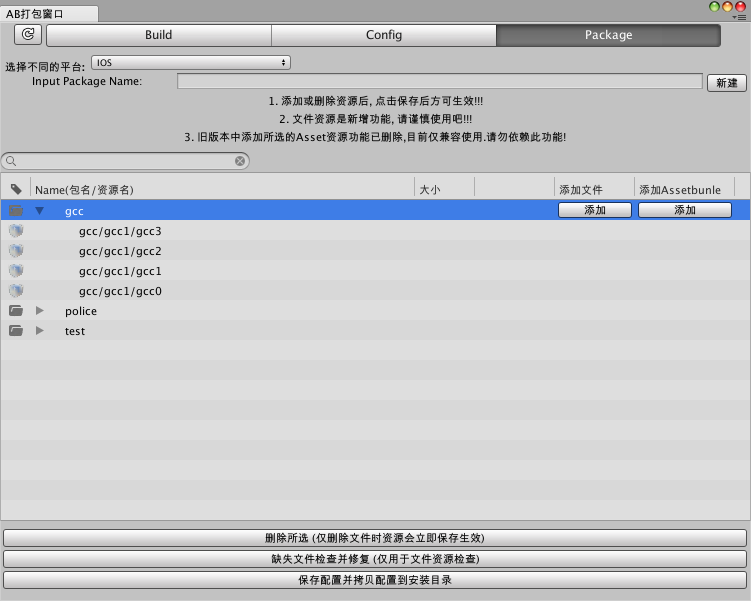 AB打包窗口
Build Config Package
选择不同的平台: IOS
Input Package Name: 新建
1. 添加或删除资源后, 点击保存后方可生效!!!
2. 文件资源是新增功能, 请谨慎使用吧!!!
3. 旧版本中添加所选的Asset资源功能已删除,目前仅兼容使用.请勿依赖此功能!
Name(包名/资源名) 大小 添加文件 添加Assetbunle
gcc 添加 添加
gcc/gcc1/gcc3
gcc/gcc1/gcc2
gcc/gcc1/gcc1
gcc/gcc1/gcc0
police
test
删除所选 (仅删除文件时资源会立即保存生效)
缺失文件检查并修复 (仅用于文件资源检查)
保存配置并拷贝配置到安装目录